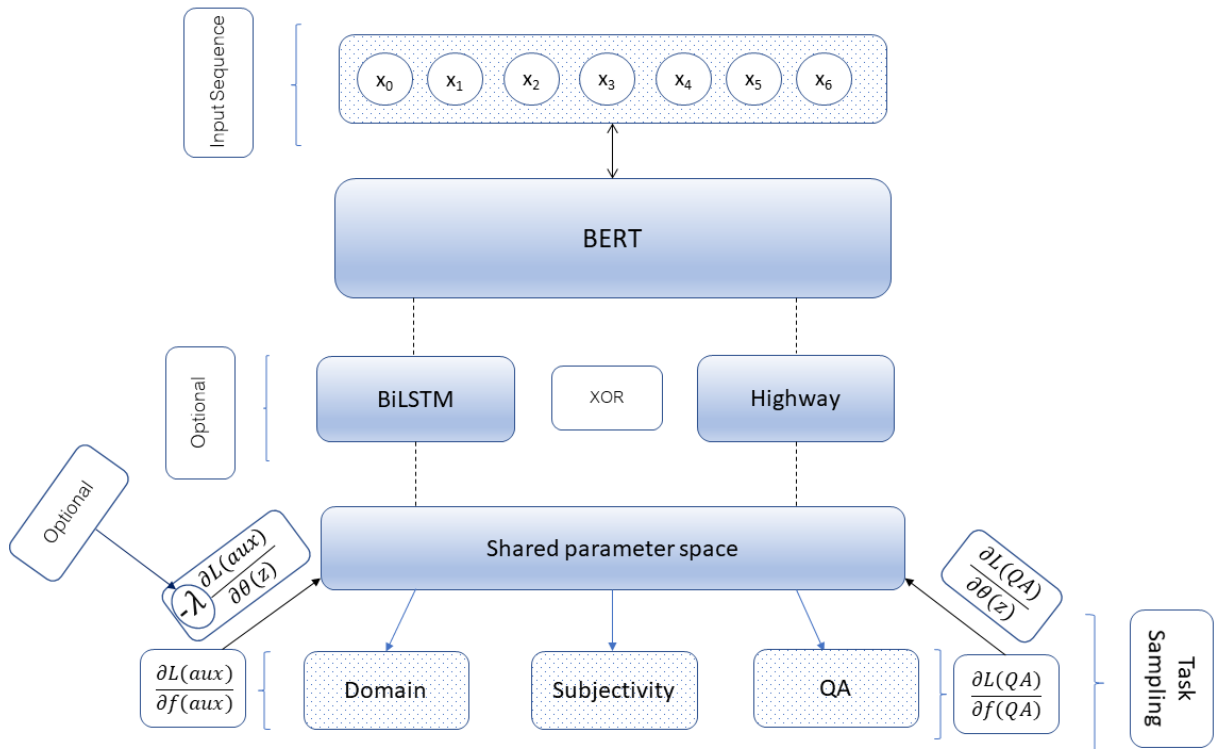 Input Sequence
x₀ x₁ x₂ x₃ x₄ x₅ x₆
BERT
Optional
BiLSTM
XOR
Highway
Optional
Shared parameter space
-λ ∂L(aux)
∂θ(z)
∂L(QA)
∂θ(z)
∂L(aux)
∂f(aux)
Domain
Subjectivity
QA
∂L(QA)
∂f(QA)
Task
Sampling